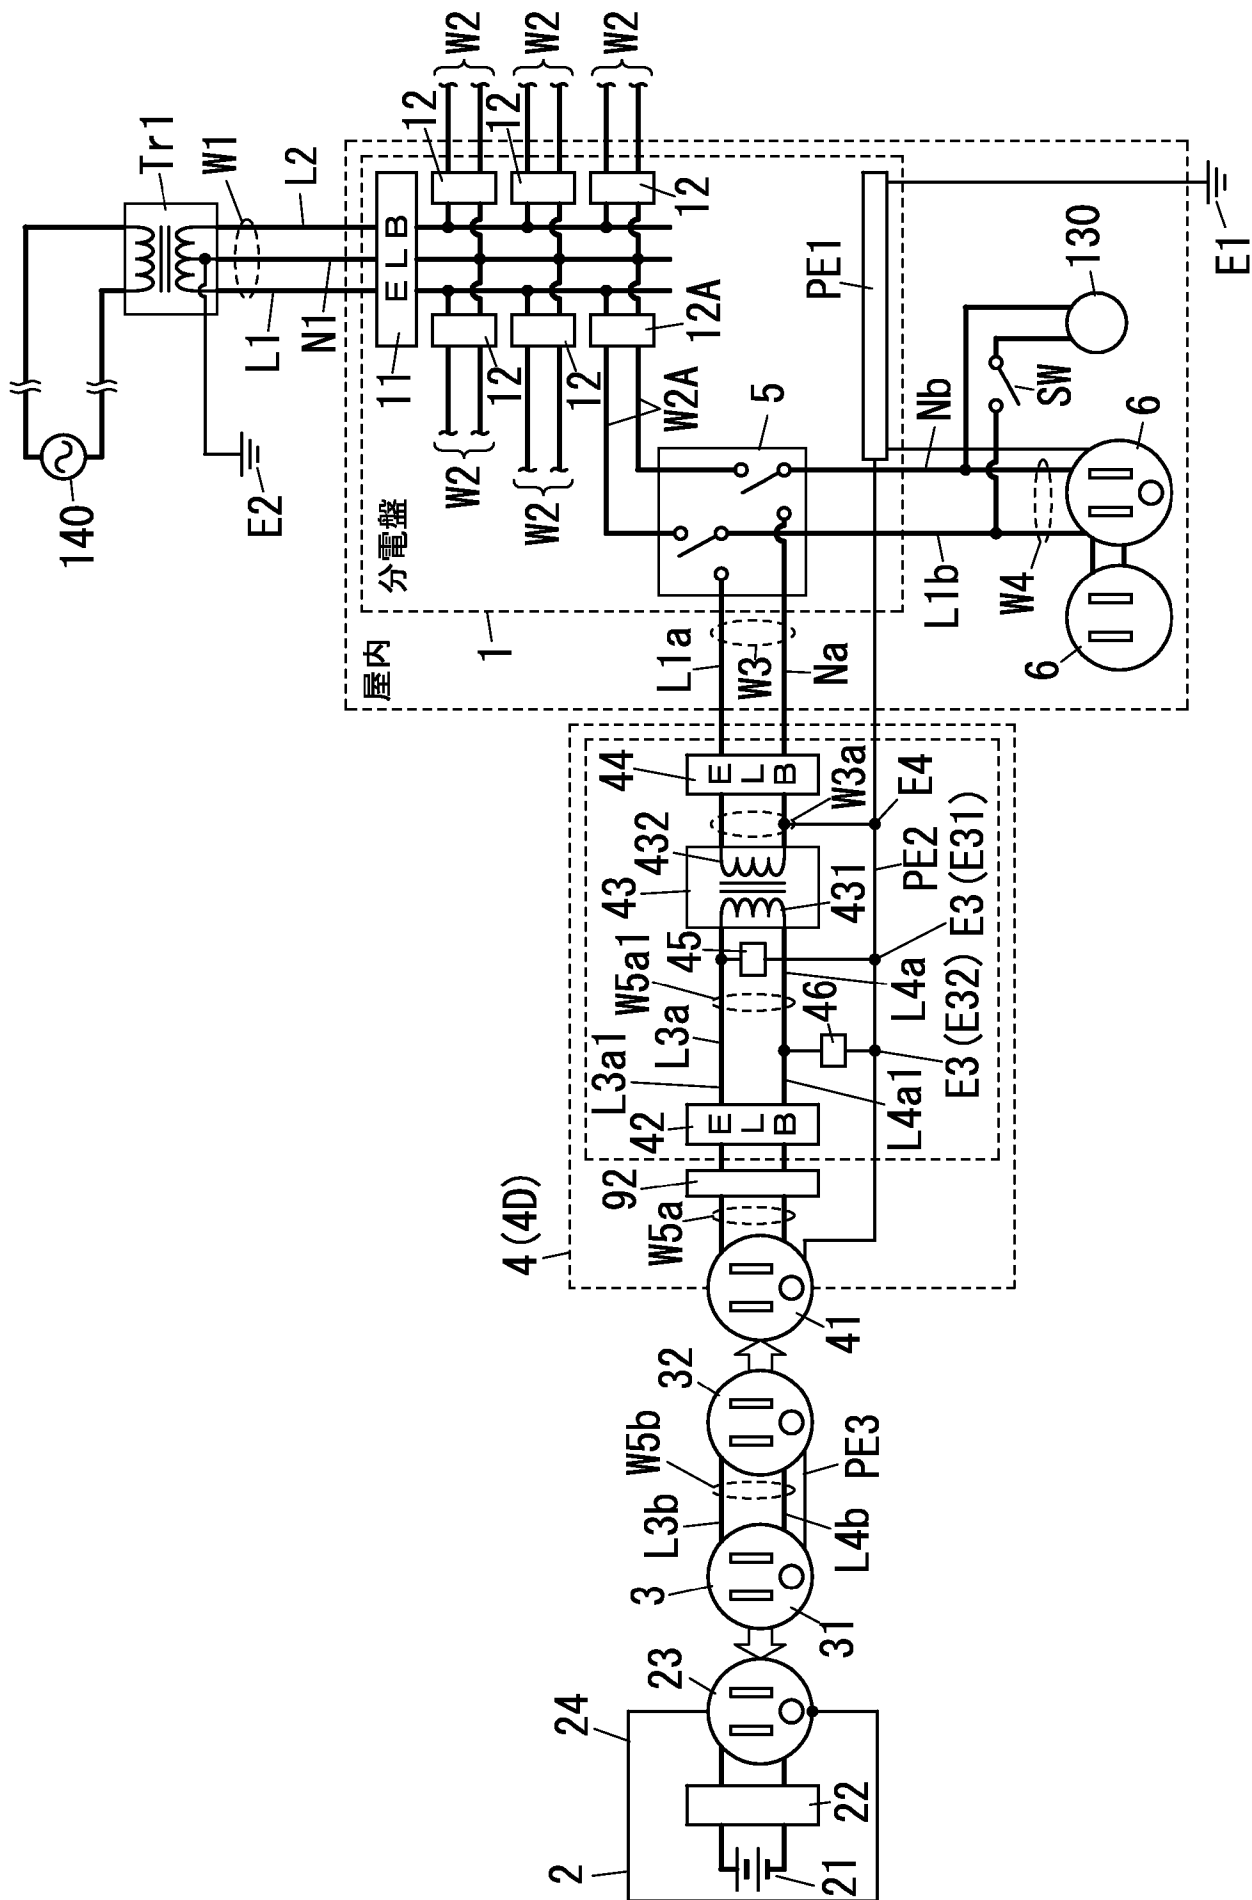 140
E2
Tr1
W1
L2
L1
N1
ELB
11
12
W2
12
W2
12
W2
12
W2
12
W2
12A
W2A
分電盤
屋内
1
5
PE1
E1
130
SW
6
Nb
W4
L1b
6
L1a
W3
Na
44
ELB
W3a
E4
432
43
431
PE2
E3(E31)
45
W5a1
L4a
46
E3(E32)
L3a
L3a1
L4a1
42
ELB
92
W5a
4(4D)
41
32
W5b
PE3
L3b
L4b
3
31
23
24
22
2
21